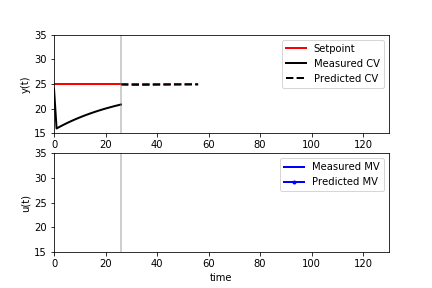 35
30
25
20
15
y(t)
Setpoint
Measured CV
Predicted CV
0 20 40 60 80 100 120
35
30
25
20
15
u(t)
Measured MV
Predicted MV
0 20 40 60 80 100 120
time